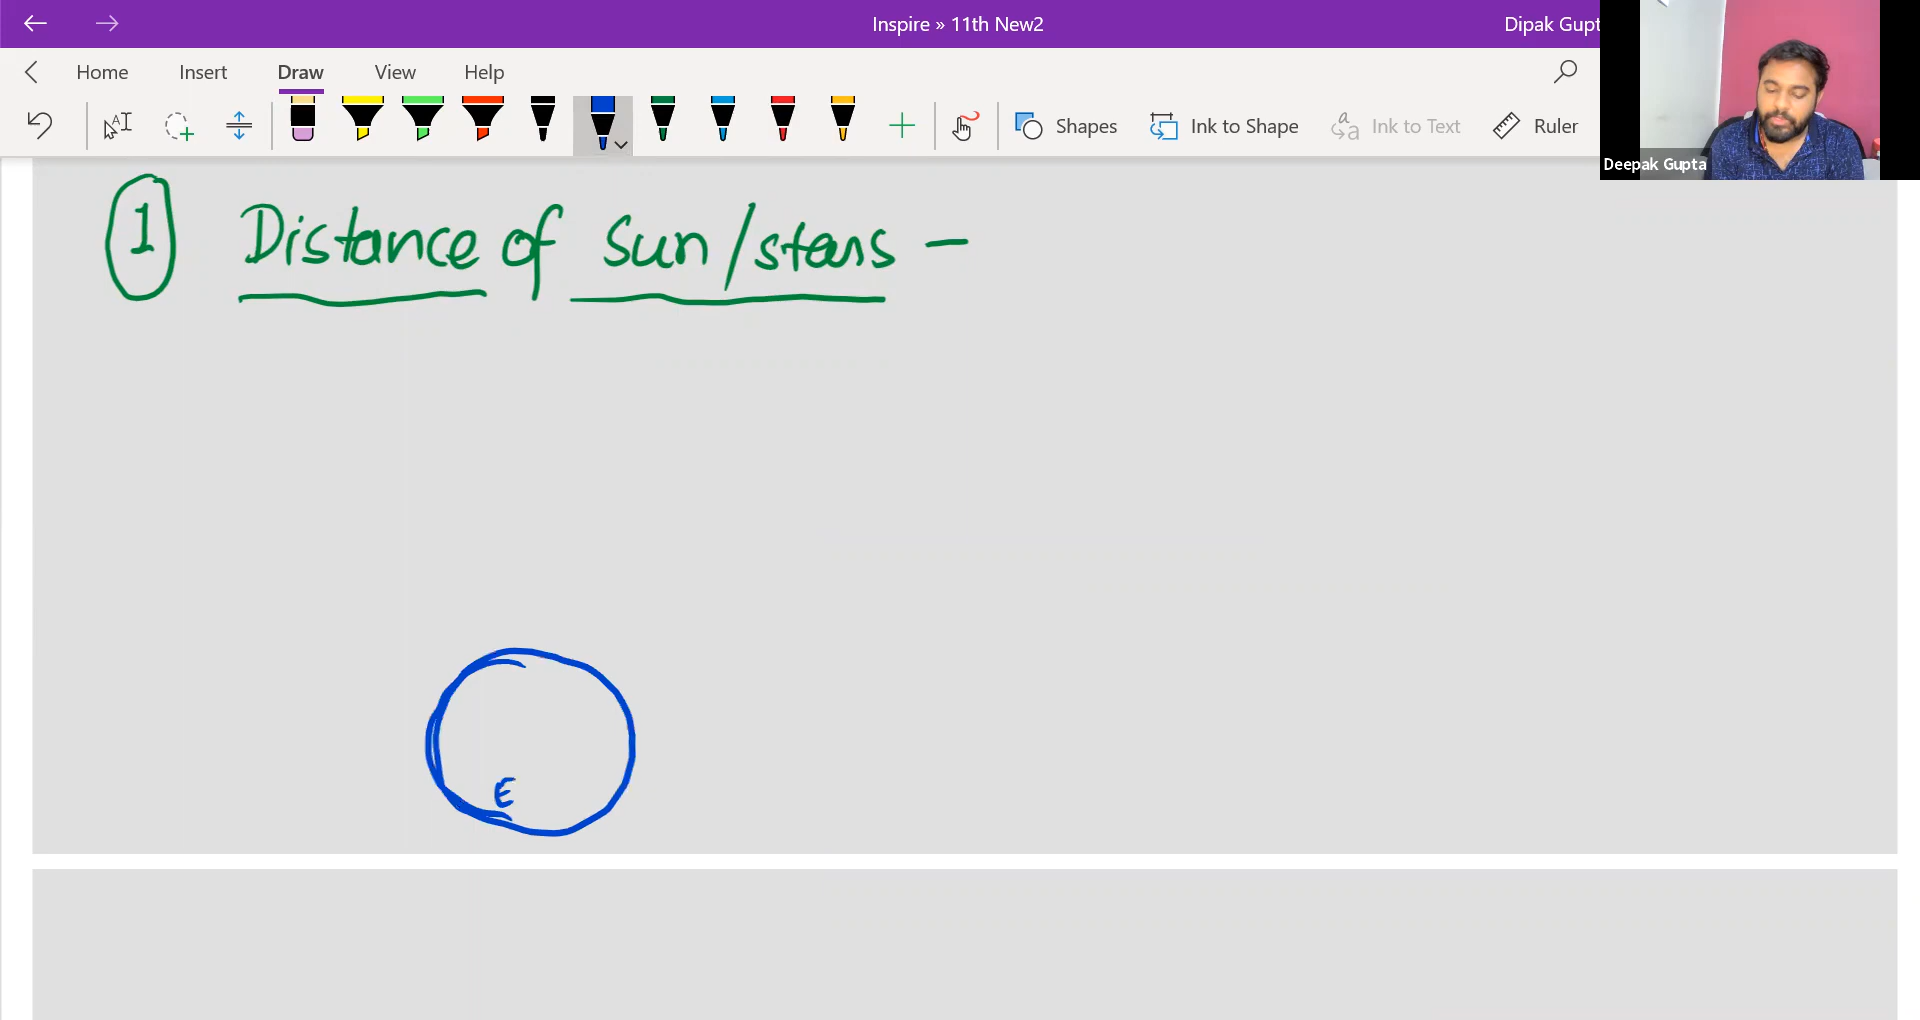 Inspire » 11th New2
Dipak Gupt
Home Insert Draw View Help
Shapes Ink to Shape Ink to Text Ruler
Deepak Gupta
1 Distance of sun/stars -
E